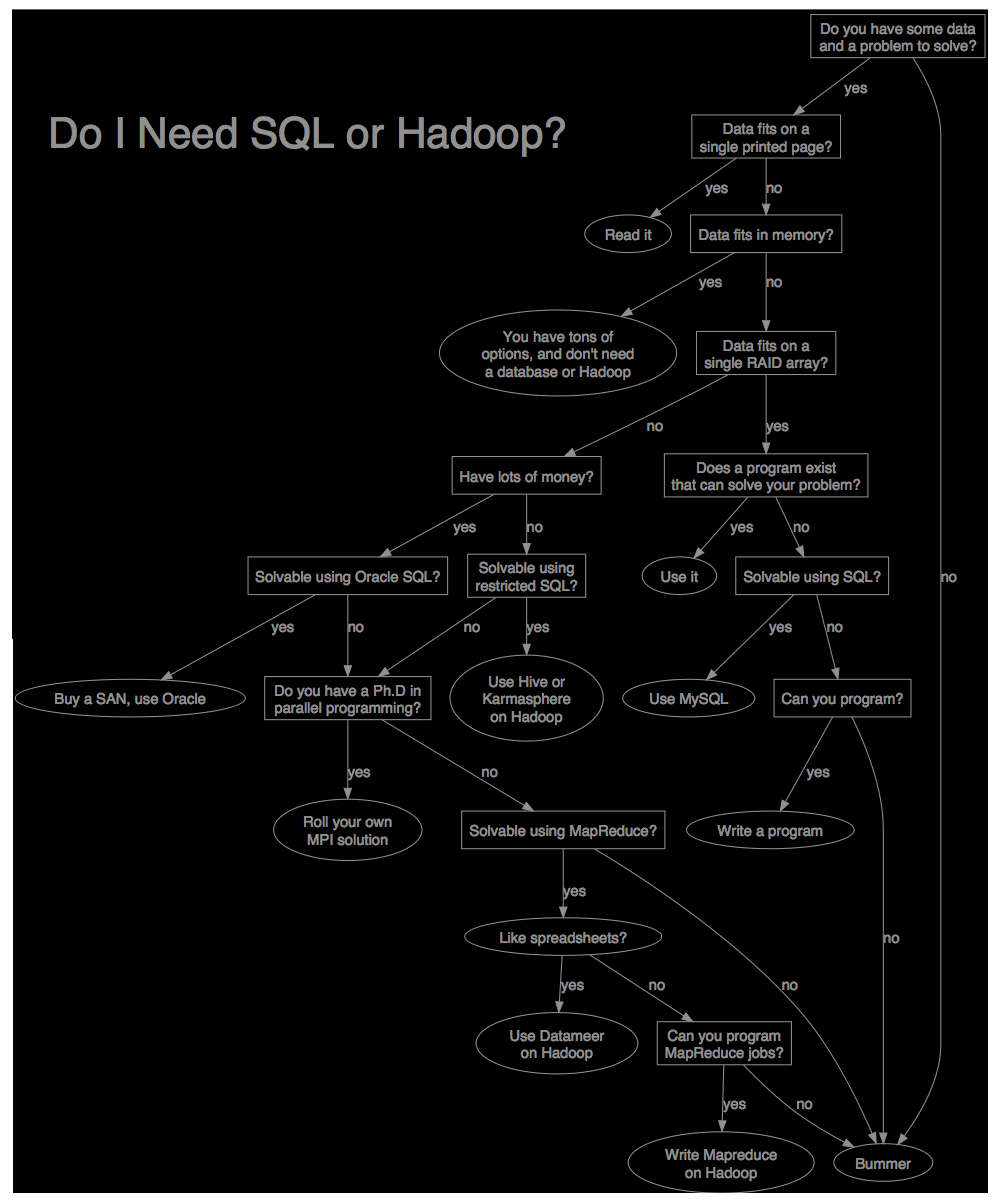 Do you have some data
and a problem to solve?
yes
Do I Need SQL or Hadoop?
Data fits on a
single printed page?
yes
no
Read it
Data fits in memory?
yes
no
You have tons of
options, and don't need
a database or Hadoop
Data fits on a
single RAID array?
no
yes
Have lots of money?
Does a program exist
that can solve your problem?
yes
no
yes
no
Solvable using Oracle SQL?
Solvable using
restricted SQL?
Use it
Solvable using SQL?
no
yes
no
no
yes
yes
no
Buy a SAN, use Oracle
Do you have a Ph.D in
parallel programming?
Use Hive or
Karmasphere
on Hadoop
Use MySQL
Can you program?
yes
no
yes
Roll your own
MPI solution
Solvable using MapReduce?
Write a program
yes
no
Like spreadsheets?
yes
no
no
Use Datameer
on Hadoop
Can you program
MapReduce jobs?
yes
no
Write Mapreduce
on Hadoop
Bummer